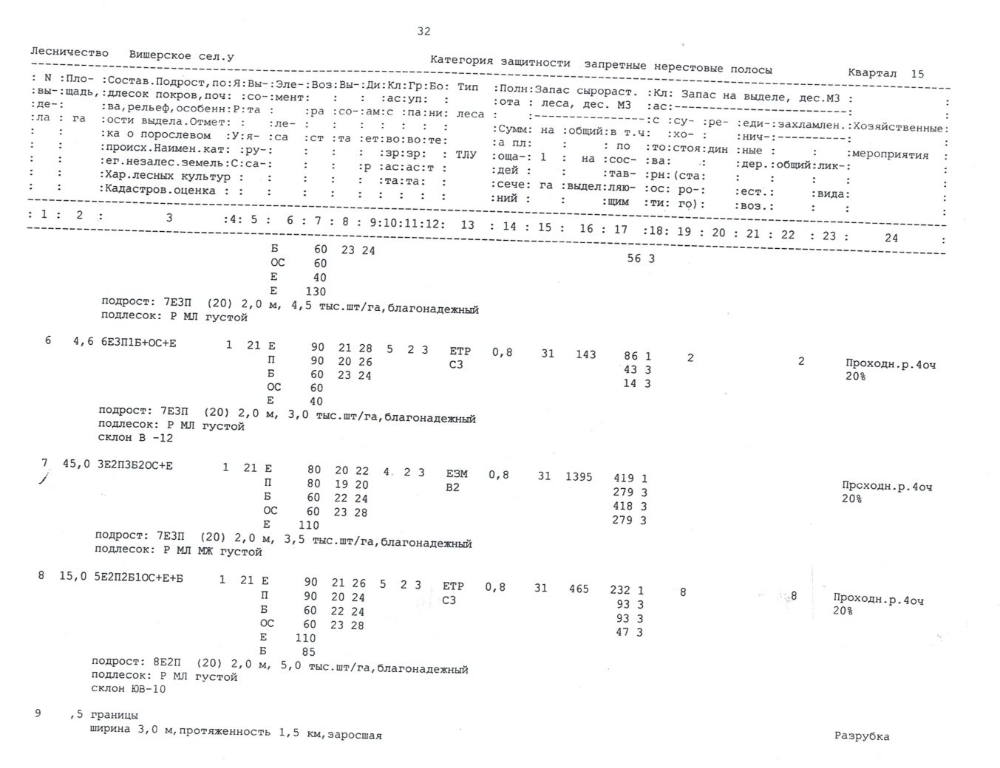 32
Лесничество Вишерское сел.у Категория защитности запретные нерестовые полосы Квартал 15
: N :Пло- :Состав.Подрост,по:Я:Вы-:Эле-:Воз:Вы-:Ди:Кл:Гр:Бо: Тип :Полн:Запас сырораст. :Кл: Запас на выделе, дес.М3 : :
:вы-:щадь,:длесок покров,поч: :со-:мент: : : :ас:уп: : :ота : леса, дес. М3 :ас:-------------------------: :
:де-: :ва,рельеф,особенн:Р:та : :ра :со-:ам:с :па:ни: леса : :----------------:с :су- :ре- :еди-:захламлен.:Хозяйственные:
:ла : га :ости выдела.Отмет: : :ле- : : : : : : : :Сумм: на :общий:в т.ч: :хо- : :нич-:----------: :
: : :ка о порослевом :У:я- :са :ст :та :ет:во:во:те: :а пл: : : по :то:стоя:дин :ные : : :мероприятия :
: : :происх.Наимен.кат: :ру-: : : : :зр:зр: : ТЛУ :оща-: 1 : на :сос- :ва: : :дер.:общий:лик-: :
: : :ег.незалес.земель:С:са-: : : :р :ас:ас:т : :дей : : :тав- :рн:(ста: : : : : :
: : :Хар.лесных культур : : : : : :та:та: : :сече: га :выдел:ляю- :ос: ро-: :ест.: :вида: :
: : :Кадастров.оценка : : : : : : : : : : :ний : : :щим :ти: го): :воз.: : : :
: 1 : 2 : 3 :4: 5 : 6 : 7 : 8 : 9:10:11:12: 13 : 14 : 15 : 16 : 17 :18: 19 : 20 : 21 : 22 : 23 : 24 :
Б 60 23 24 56 3
ОС 60
Е 40
Е 130
подрост: 7Е3П (20) 2,0 м, 4,5 тыс.шт/га,благонадежный
подлесок: Р МЛ густой
6 4,6 6Е3П1Б+ОС+Е 1 21 Е 90 21 28 5 2 3 ЕТР 0,8 31 143 86 1 2 2 Проходн.р.4оч
П 90 20 26 С3 43 3 20%
Б 60 23 24 14 3
ОС 60
Е 40
подрост: 7Е3П (20) 2,0 м, 3,0 тыс.шт/га,благонадежный
подлесок: Р МЛ густой
склон В -12
7 45,0 3Е2П3Б2ОС+Е 1 21 Е 80 20 22 4 2 3 ЕЗМ 0,8 31 1395 419 1 Проходн.р.4оч
П 80 19 20 В2 279 3 20%
Б 60 22 24 418 3
ОС 60 23 28 279 3
Е 110
подрост: 7Е3П (20) 2,0 м, 3,5 тыс.шт/га,благонадежный
подлесок: Р МЛ МЖ густой
8 15,0 5Е2П2Б1ОС+Е+Б 1 21 Е 90 21 26 5 2 3 ЕТР 0,8 31 465 232 1 8 8 Проходн.р.4оч
П 90 20 24 С3 93 3 20%
Б 60 22 24 93 3
ОС 60 23 28 47 3
Е 110
Б 85
подрост: 8Е2П (20) 2,0 м, 5,0 тыс.шт/га,благонадежный
подлесок: Р МЛ густой
склон ЮВ-10
9 ,5 границы
ширина 3,0 м,протяженность 1,5 км,заросшая Разрубка